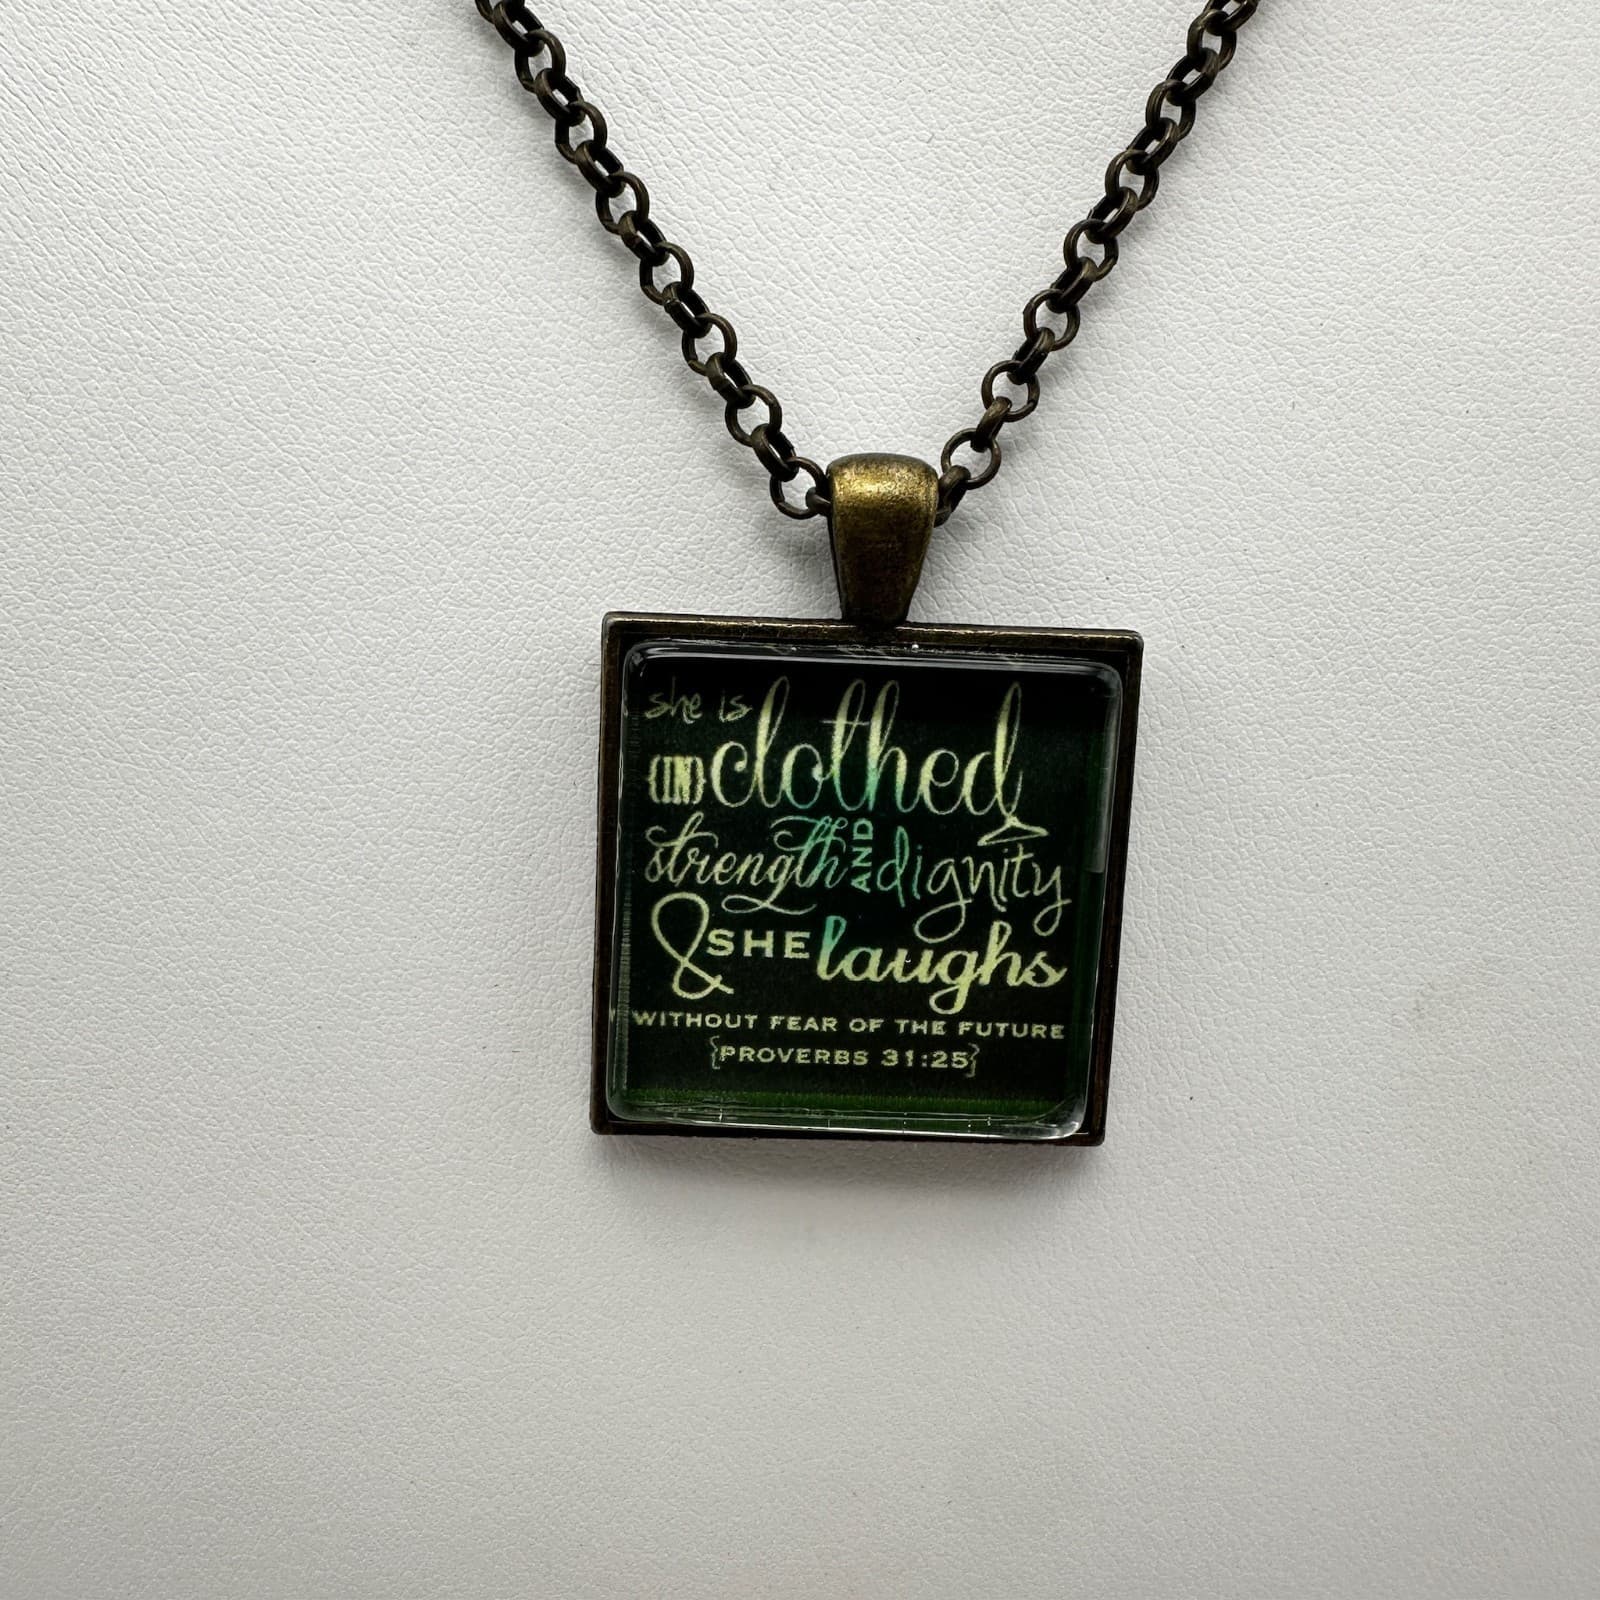 she is
{IN} clothed
strength AND dignity
& SHE laughs
WITHOUT FEAR OF THE FUTURE
{PROVERBS 31:25}